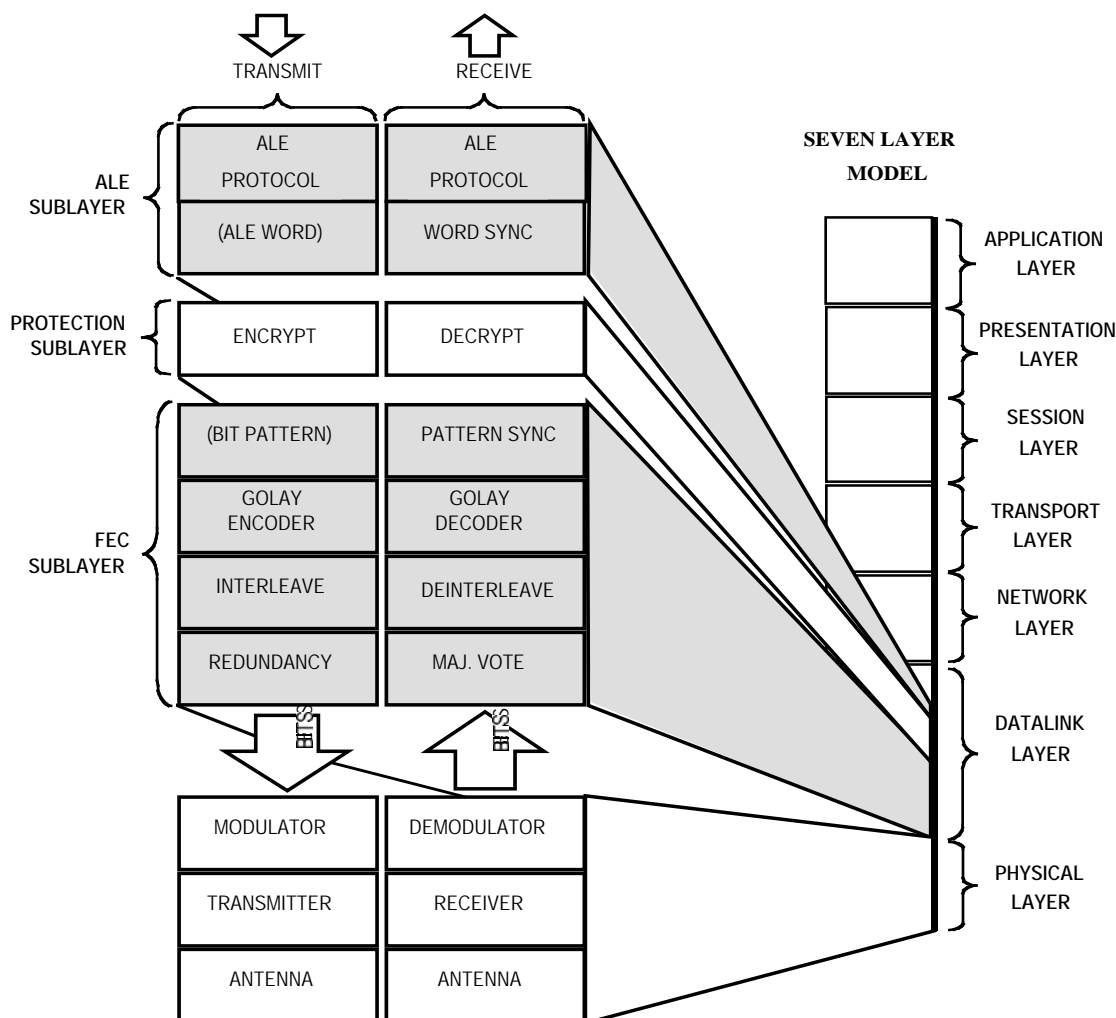 TRANSMIT
RECEIVE
ALE
SUBLAYER
ALE
PROTOCOL
ALE
PROTOCOL
(ALE WORD)
WORD SYNC
PROTECTION
SUBLAYER
ENCRYPT
DECRYPT
FEC
SUBLAYER
(BIT PATTERN)
PATTERN SYNC
GOLAY
ENCODER
GOLAY
DECODER
INTERLEAVE
DEINTERLEAVE
REDUNDANCY
MAJ. VOTE
BITS
BITS
MODULATOR
DEMODULATOR
TRANSMITTER
RECEIVER
ANTENNA
ANTENNA
SEVEN LAYER
MODEL
APPLICATION
LAYER
PRESENTATION
LAYER
SESSION
LAYER
TRANSPORT
LAYER
NETWORK
LAYER
DATALINK
LAYER
PHYSICAL
LAYER